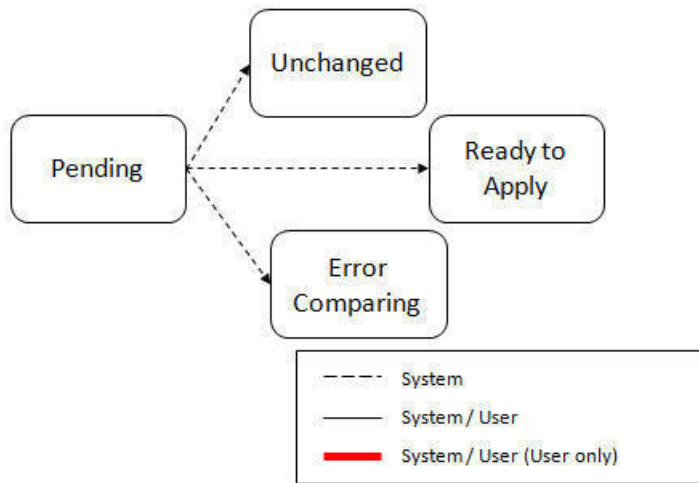 Unchanged
Pending
Ready to
Apply
Error
Comparing
System
System / User
System / User (User only)